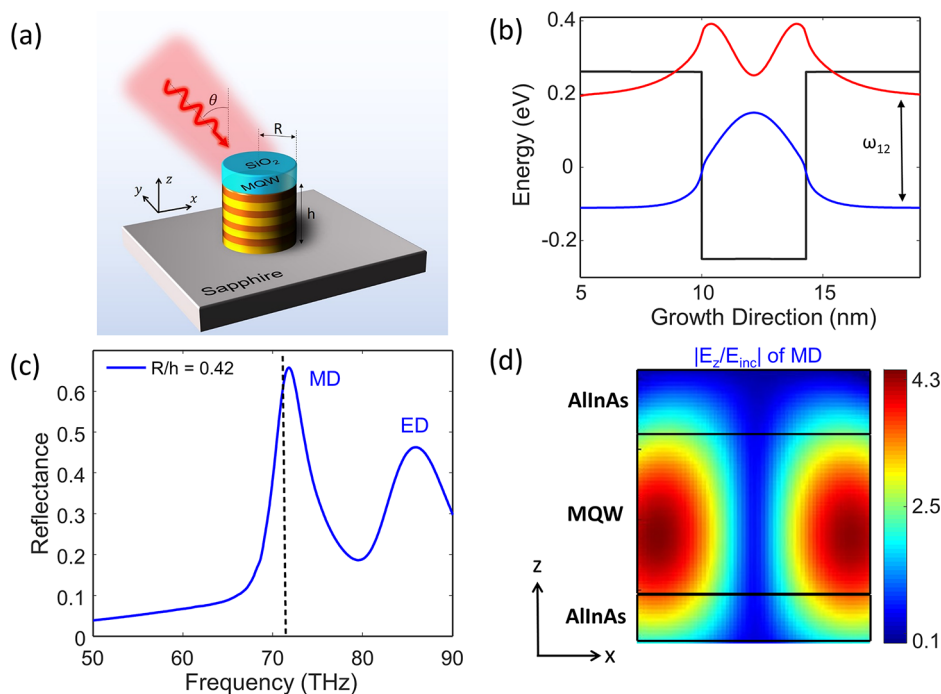 (a)
θ
R
SiO₂
MQW
h
z
y
x
Sapphire
(b)
0.4
0.2
0
-0.2
Energy (eV)
ω₁₂
5
10
15
Growth Direction (nm)
(c)
R/h = 0.42
MD
ED
0.6
0.5
0.4
0.3
0.2
0.1
0
Reflectance
50
60
70
80
90
Frequency (THz)
(d)
|E_z/E_inc| of MD
AlInAs
MQW
AlInAs
4.3
2.5
0.1
z
x